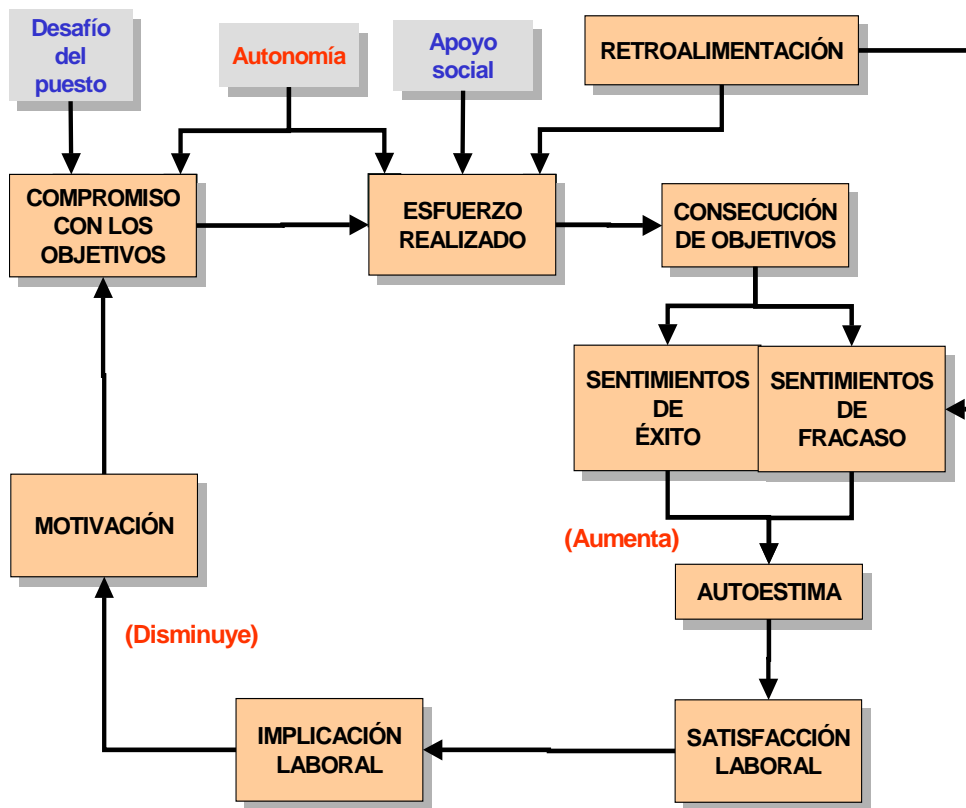 Desafío
del
puesto
Autonomía
Apoyo
social
RETROALIMENTACIÓN
COMPROMISO
CON LOS
OBJETIVOS
ESFUERZO
REALIZADO
CONSECUCIÓN
DE OBJETIVOS
SENTIMIENTOS
DE
ÉXITO
SENTIMIENTOS
DE
FRACASO
MOTIVACIÓN
(Aumenta)
AUTOESTIMA
(Disminuye)
IMPLICACIÓN
LABORAL
SATISFACCIÓN
LABORAL